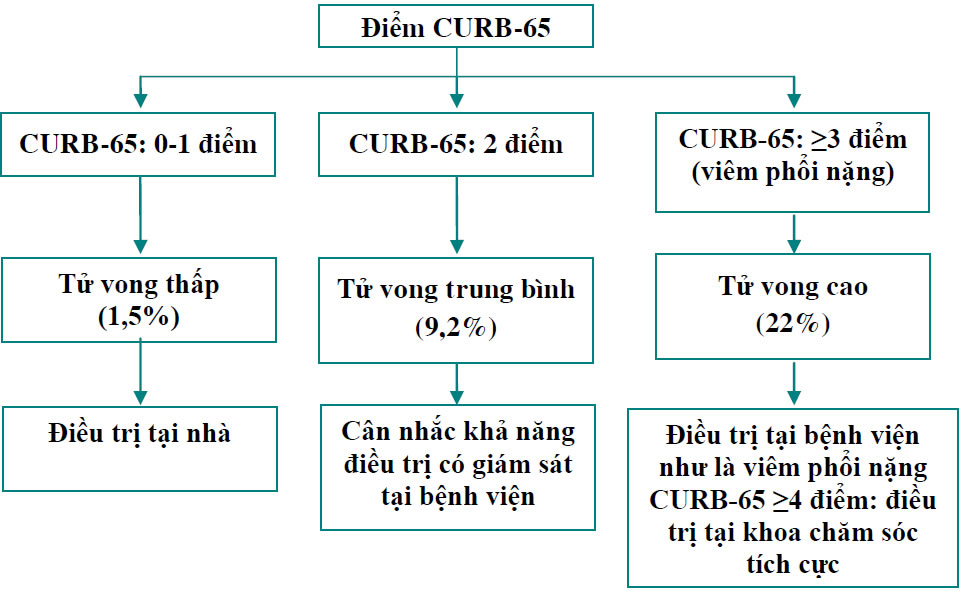 Điểm CURB-65
CURB-65: 0-1 điểm
CURB-65: 2 điểm
CURB-65: ≥3 điểm
(viêm phổi nặng)
Tử vong thấp
(1,5%)
Tử vong trung bình
(9,2%)
Tử vong cao
(22%)
Điều trị tại nhà
Cân nhắc khả năng
điều trị có giám sát
tại bệnh viện
Điều trị tại bệnh viện
như là viêm phổi nặng
CURB-65 ≥4 điểm: điều
trị tại khoa chăm sóc
tích cực